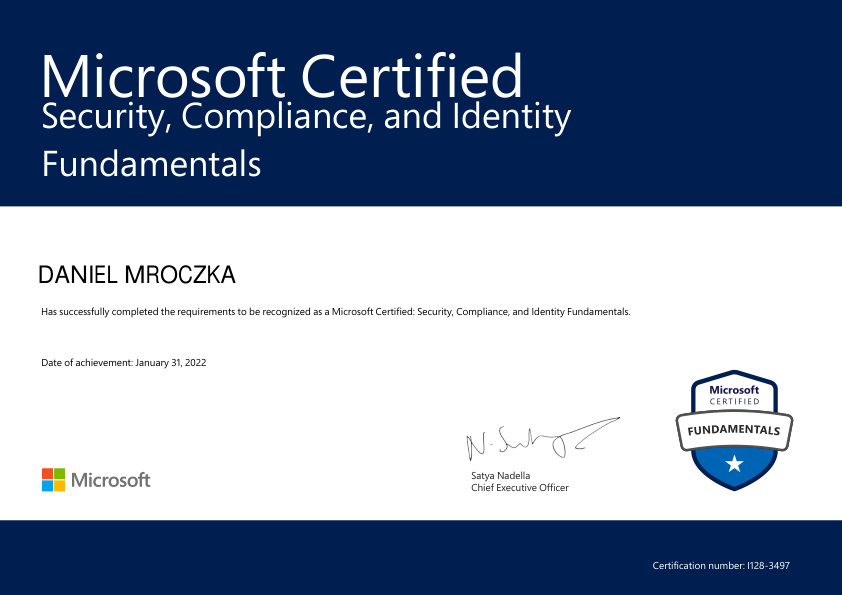 Microsoft Certified
Security, Compliance, and Identity
Fundamentals
DANIEL MROCZKA
Has successfully completed the requirements to be recognized as a Microsoft Certified: Security, Compliance, and Identity Fundamentals.
Date of achievement: January 31, 2022
Microsoft
CERTIFIED
FUNDAMENTALS
Satya Nadella
Chief Executive Officer
Microsoft
Certification number: I128-3497